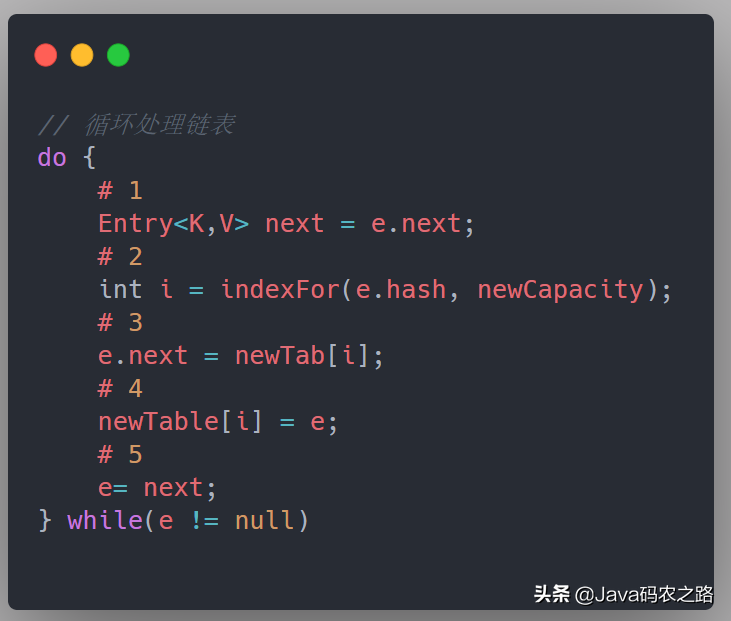 // 循环处理链表
do {
    # 1
    Entry<K,V> next = e.next;
    # 2
    int i = indexFor(e.hash, newCapacity);
    # 3
    e.next = newTab[i];
    # 4
    newTable[i] = e;
    # 5
    e= next;
} while(e != null)
头条 @Java码农之路